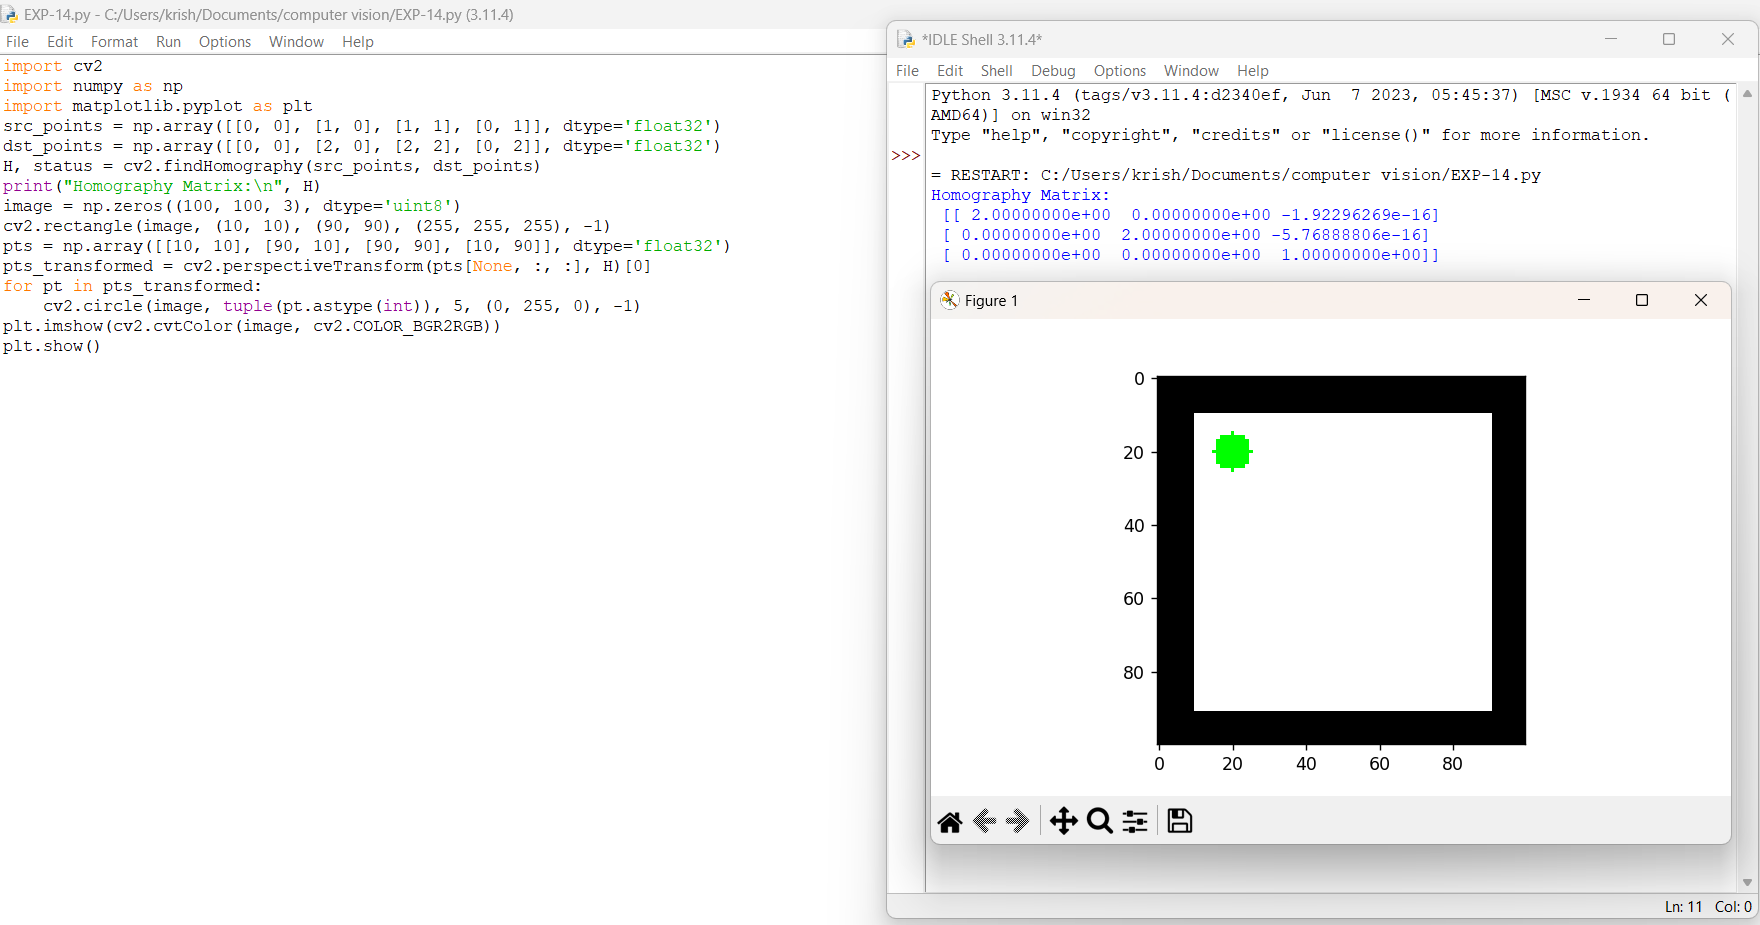 EXP-14.py - C:/Users/krish/Documents/computer vision/EXP-14.py (3.11.4)
File Edit Format Run Options Window Help
import cv2
import numpy as np
import matplotlib.pyplot as plt
src_points = np.array([[0, 0], [1, 0], [1, 1], [0, 1]], dtype='float32')
dst_points = np.array([[0, 0], [2, 0], [2, 2], [0, 2]], dtype='float32')
H, status = cv2.findHomography(src_points, dst_points)
print("Homography Matrix:\n", H)
image = np.zeros((100, 100, 3), dtype='uint8')
cv2.rectangle(image, (10, 10), (90, 90), (255, 255, 255), -1)
pts = np.array([[10, 10], [90, 10], [90, 90], [10, 90]], dtype='float32')
pts_transformed = cv2.perspectiveTransform(pts[None, :, :], H)[0]
for pt in pts_transformed:
    cv2.circle(image, tuple(pt.astype(int)), 5, (0, 255, 0), -1)
plt.imshow(cv2.cvtColor(image, cv2.COLOR_BGR2RGB))
plt.show()
*IDLE Shell 3.11.4*
File Edit Shell Debug Options Window Help
Python 3.11.4 (tags/v3.11.4:d2340ef, Jun  7 2023, 05:45:37) [MSC v.1934 64 bit (
AMD64)] on win32
Type "help", "copyright", "credits" or "license()" for more information.
>>>
= RESTART: C:/Users/krish/Documents/computer vision/EXP-14.py
Homography Matrix:
 [[ 2.00000000e+00  0.00000000e+00 -1.92296269e-16]
 [ 0.00000000e+00  2.00000000e+00 -5.76888806e-16]
 [ 0.00000000e+00  0.00000000e+00  1.00000000e+00]]
Figure 1
0
20
40
60
80
0 20 40 60 80
Ln: 11 Col: 0